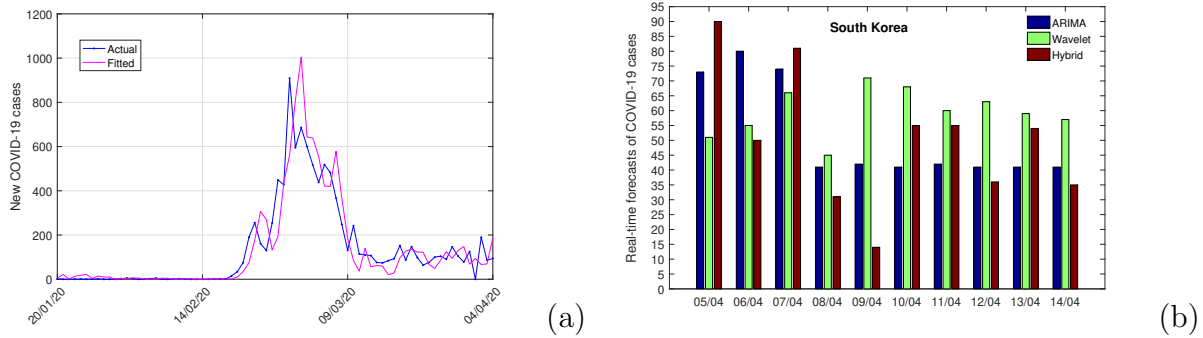 1200
1000
800
600
400
200
0
New COVID-19 cases
Actual
Fitted
20/01/20
14/02/20
09/03/20
04/04/20
(a)
95
90
85
80
75
70
65
60
55
50
45
40
35
30
25
20
15
10
5
0
Real-time forecasts of COVID-19 cases
South Korea
ARIMA
Wavelet
Hybrid
05/04 06/04 07/04 08/04 09/04 10/04 11/04 12/04 13/04 14/04
(b)